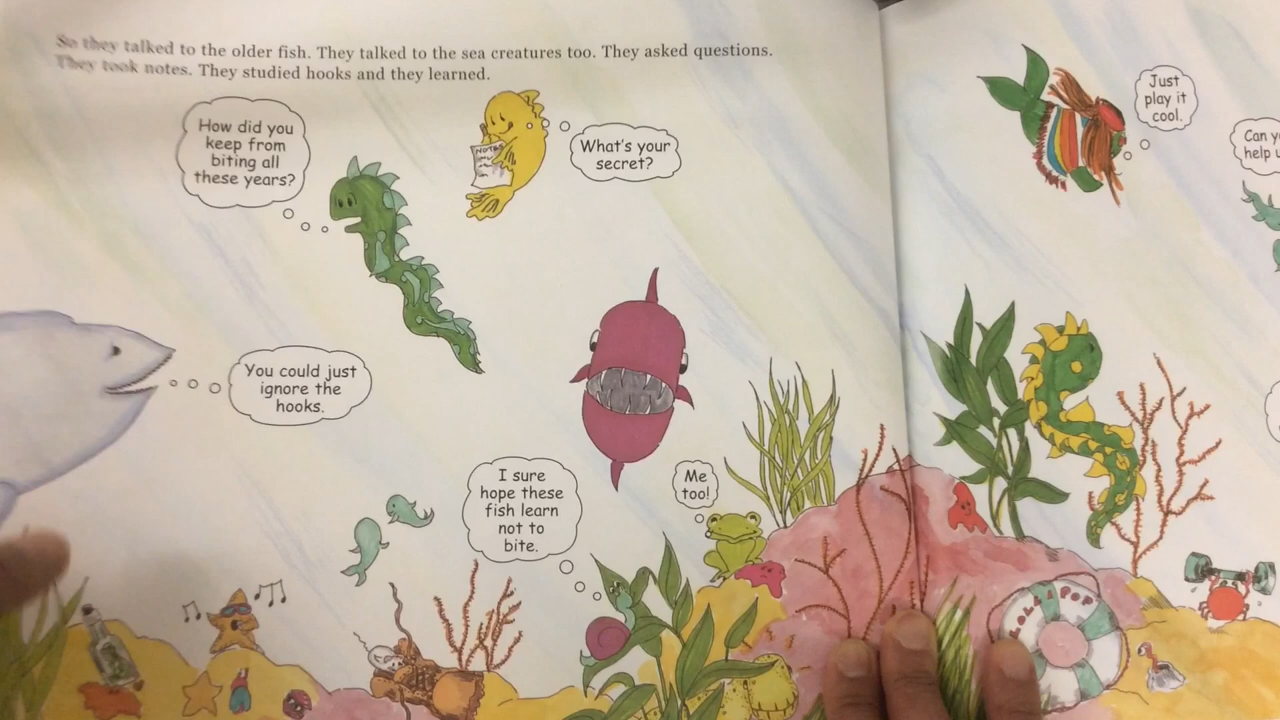 So they talked to the older fish. They talked to the sea creatures too. They asked questions.
They took notes. They studied hooks and they learned.
How did you
keep from
biting all
these years?
NOTES
What's your
secret?
Just
play it
cool.
You could just
ignore the
hooks.
I sure
hope these
fish learn
not to
bite.
Me
too!
LOLLAPOP